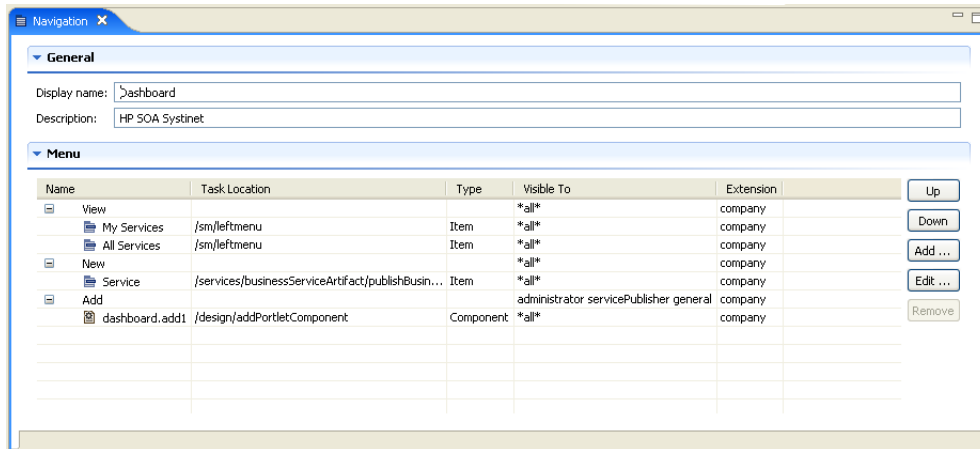 Navigation
General
Display name: Dashboard
Description: HP SOA Systinet
Menu
Name Task Location Type Visible To Extension
View *all* company
My Services /sm/leftmenu Item *all* company
All Services /sm/leftmenu Item *all* company
New *all* company
Service /services/businessServiceArtifact/publishBusin... Item *all* company
Add administrator servicePublisher general company
dashboard.add1 /design/addPortletComponent Component *all* company
Up
Down
Add ...
Edit ...
Remove